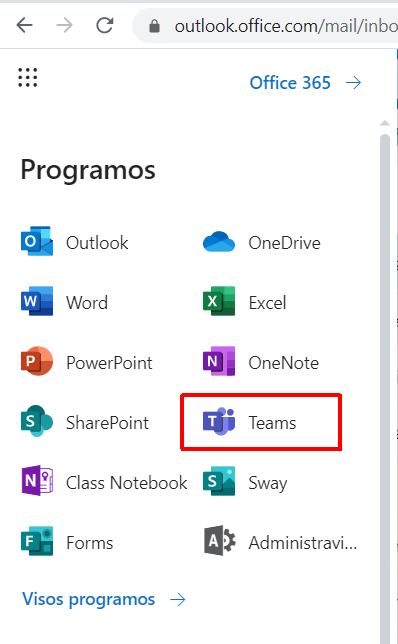 outlook.office.com/mail/inbo
Office 365
Programos
Outlook
OneDrive
Word
Excel
PowerPoint
OneNote
SharePoint
Teams
Class Notebook
Sway
Forms
Administravi...
Visos programos